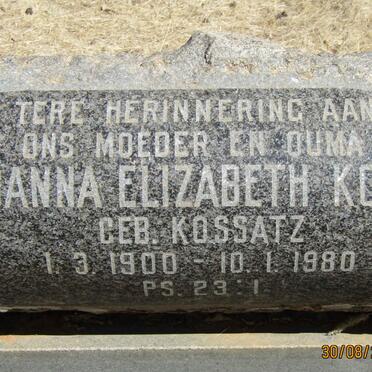 TERE HERINNERING AAN
ONS MOEDER EN OUMA
ANNA ELIZABETH KO
GEB. KOSSATZ
1.3.1900 - 10.1.1980
PS. 23:1
30/08/2